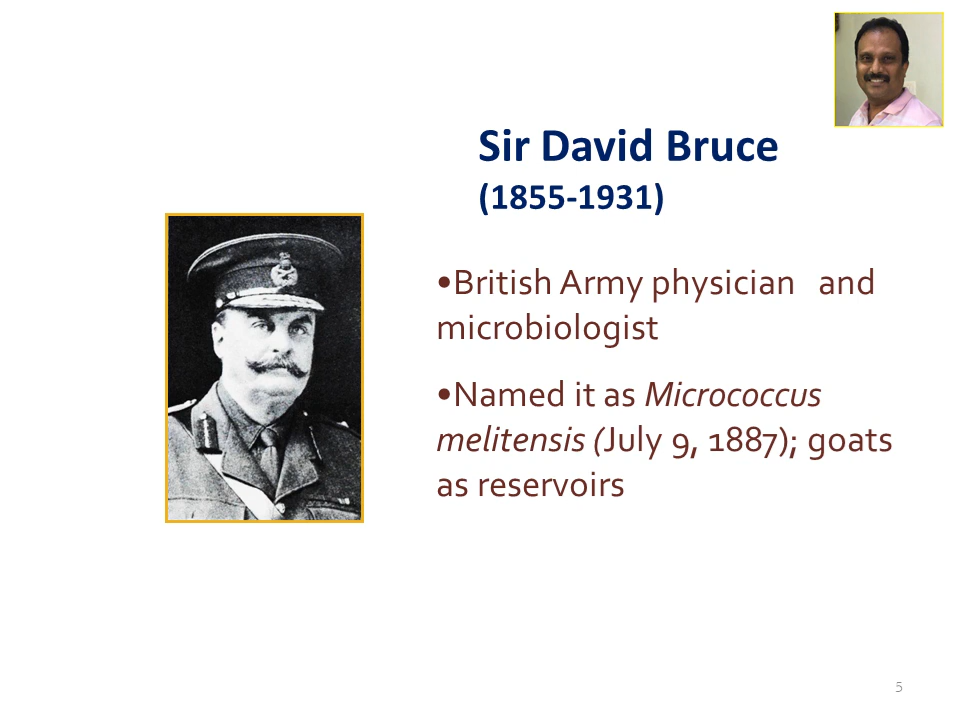 Sir David Bruce
(1855-1931)
•British Army physician   and
microbiologist
•Named it as Micrococcus
melitensis (July 9, 1887); goats
as reservoirs
5